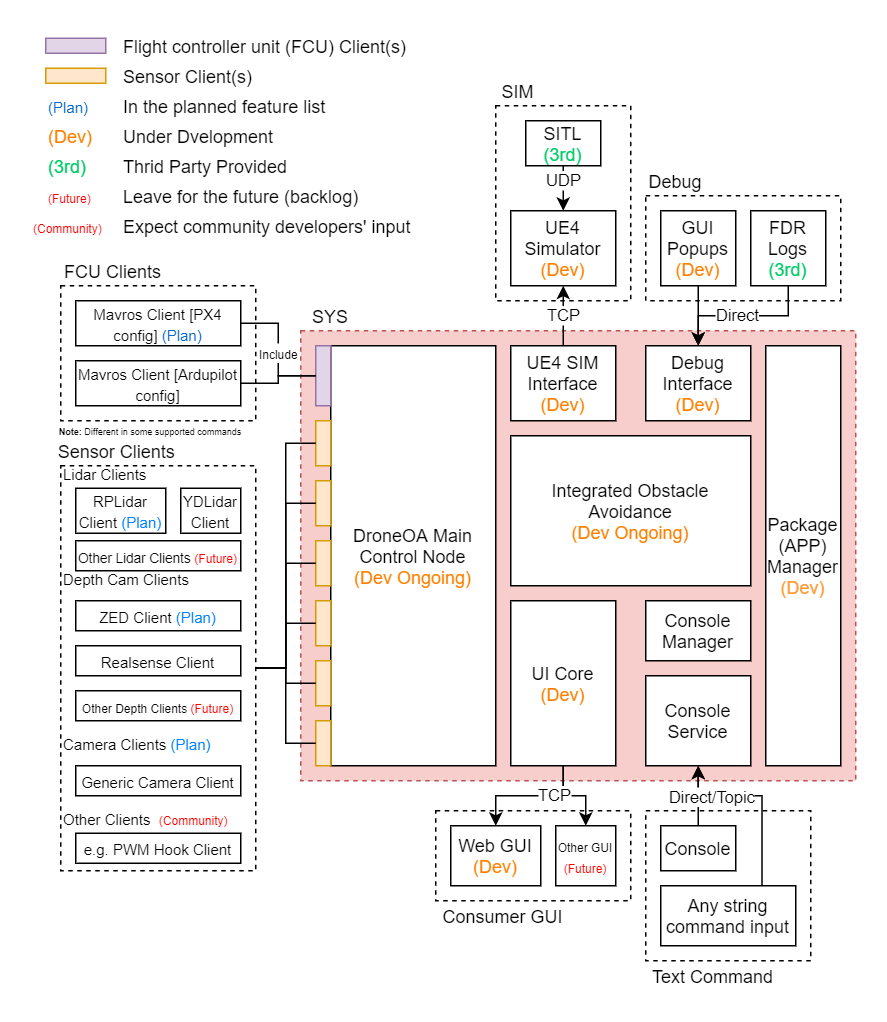 Flight controller unit (FCU) Client(s)
Sensor Client(s)
(Plan) In the planned feature list
(Dev) Under Dvelopment
(3rd) Thrid Party Provided
(Future) Leave for the future (backlog)
(Community) Expect community developers' input
SIM
SITL
(3rd)
UDP
UE4
Simulator
(Dev)
TCP
Debug
GUI
Popups
(Dev)
FDR
Logs
(3rd)
Direct
FCU Clients
Mavros Client [PX4
config] (Plan)
Mavros Client [Ardupilot
config]
Include
Note: Different in some supported commands
Sensor Clients
Lidar Clients
RPLidar
Client (Plan)
YDLidar
Client
Other Lidar Clients (Future)
Depth Cam Clients
ZED Client (Plan)
Realsense Client
Other Depth Clients (Future)
Camera Clients (Plan)
Generic Camera Client
Other Clients (Community)
e.g. PWM Hook Client
SYS
DroneOA Main
Control Node
(Dev Ongoing)
UE4 SIM
Interface
(Dev)
Debug
Interface
(Dev)
Integrated Obstacle
Avoidance
(Dev Ongoing)
Package
(APP)
Manager
(Dev)
UI Core
(Dev)
Console
Manager
Console
Service
TCP
Web GUI
(Dev)
Other GUI
(Future)
Consumer GUI
Direct/Topic
Console
Any string
command input
Text Command